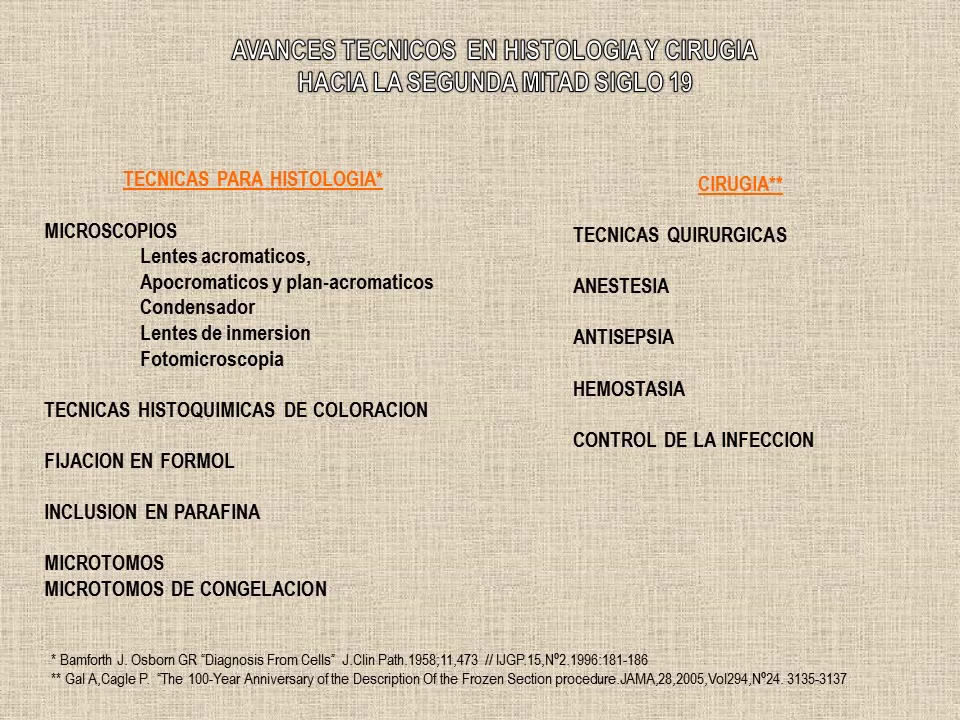 AVANCES TECNICOS EN HISTOLOGIA Y CIRUGIA
HACIA LA SEGUNDA MITAD SIGLO 19
TECNICAS PARA HISTOLOGIA*
MICROSCOPIOS
Lentes acromaticos,
Apocromaticos y plan-acromaticos
Condensador
Lentes de inmersion
Fotomicroscopia
TECNICAS HISTOQUIMICAS DE COLORACION
FIJACION EN FORMOL
INCLUSION EN PARAFINA
MICROTOMOS
MICROTOMOS DE CONGELACION
CIRUGIA**
TECNICAS QUIRURGICAS
ANESTESIA
ANTISEPSIA
HEMOSTASIA
CONTROL DE LA INFECCION
* Bamforth J. Osborn GR “Diagnosis From Cells” J.Clin Path.1958;11,473 // IJGP.15,Nº2.1996:181-186
** Gal A,Cagle P. “The 100-Year Anniversary of the Description Of the Frozen Section procedure.JAMA,28,2005,Vol294,Nº24. 3135-3137